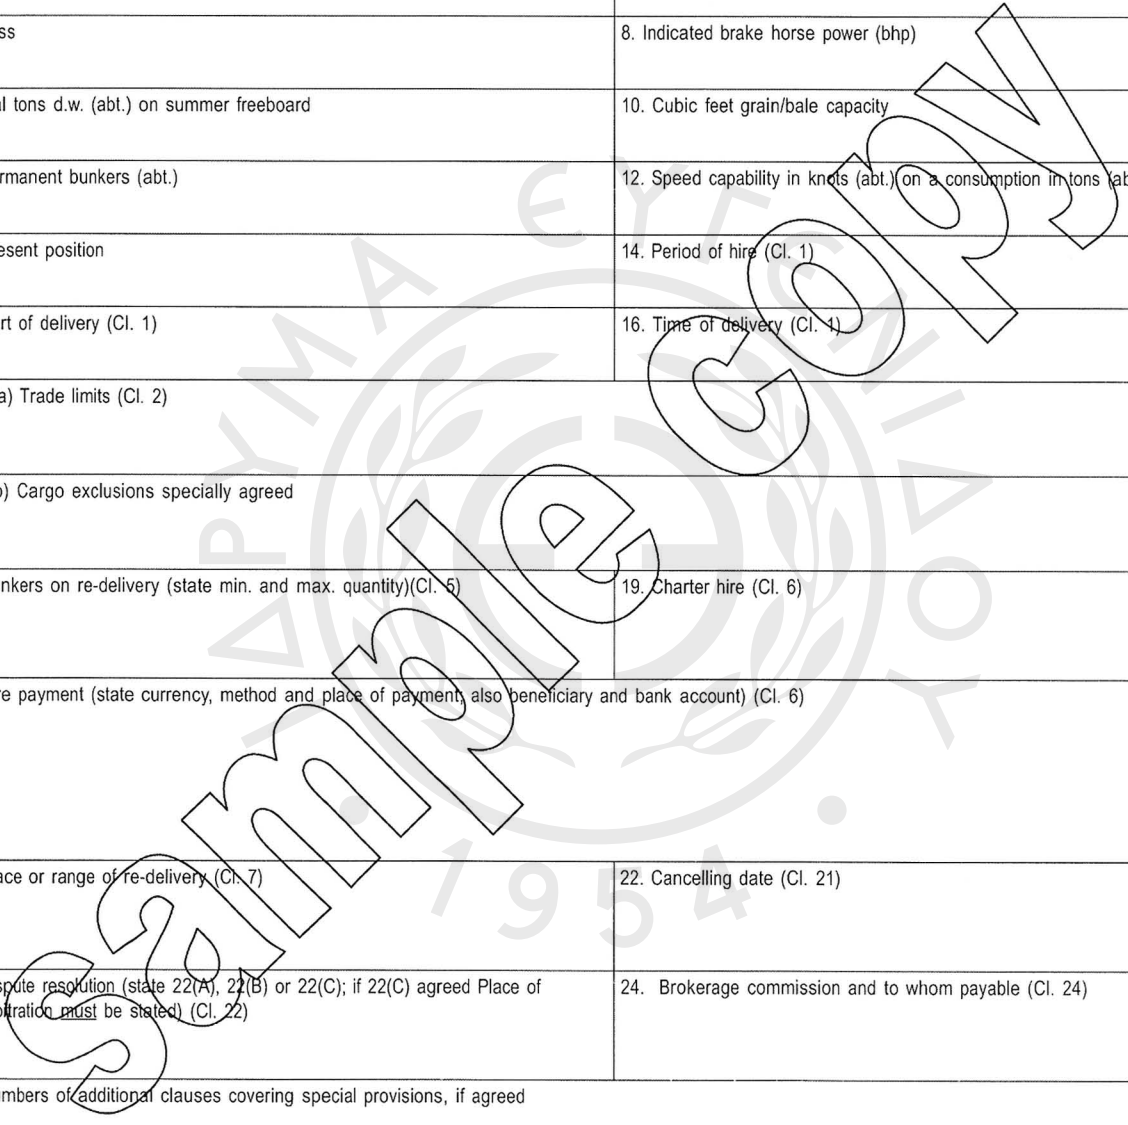 ss
8. Indicated brake horse power (bhp)
l tons d.w. (abt.) on summer freeboard
10. Cubic feet grain/bale capacity
rmanent bunkers (abt.)
12. Speed capability in knots (abt.) on a consumption in tons (ab
esent position
14. Period of hire (Cl. 1)
rt of delivery (Cl. 1)
16. Time of delivery (Cl. 1)
a) Trade limits (Cl. 2)
) Cargo exclusions specially agreed
nkers on re-delivery (state min. and max. quantity)(Cl. 5)
19. Charter hire (Cl. 6)
re payment (state currency, method and place of payment, also beneficiary and bank account) (Cl. 6)
ace or range of re-delivery (Cl. 7)
22. Cancelling date (Cl. 21)
spute resolution (state 22(A), 22(B) or 22(C); if 22(C) agreed Place of
bitration must be stated) (Cl. 22)
24. Brokerage commission and to whom payable (Cl. 24)
mbers of additional clauses covering special provisions, if agreed
Sample copy
ΙΔΡΥΜΑ ΕΥΓΕΝΙΔΟΥ
1954